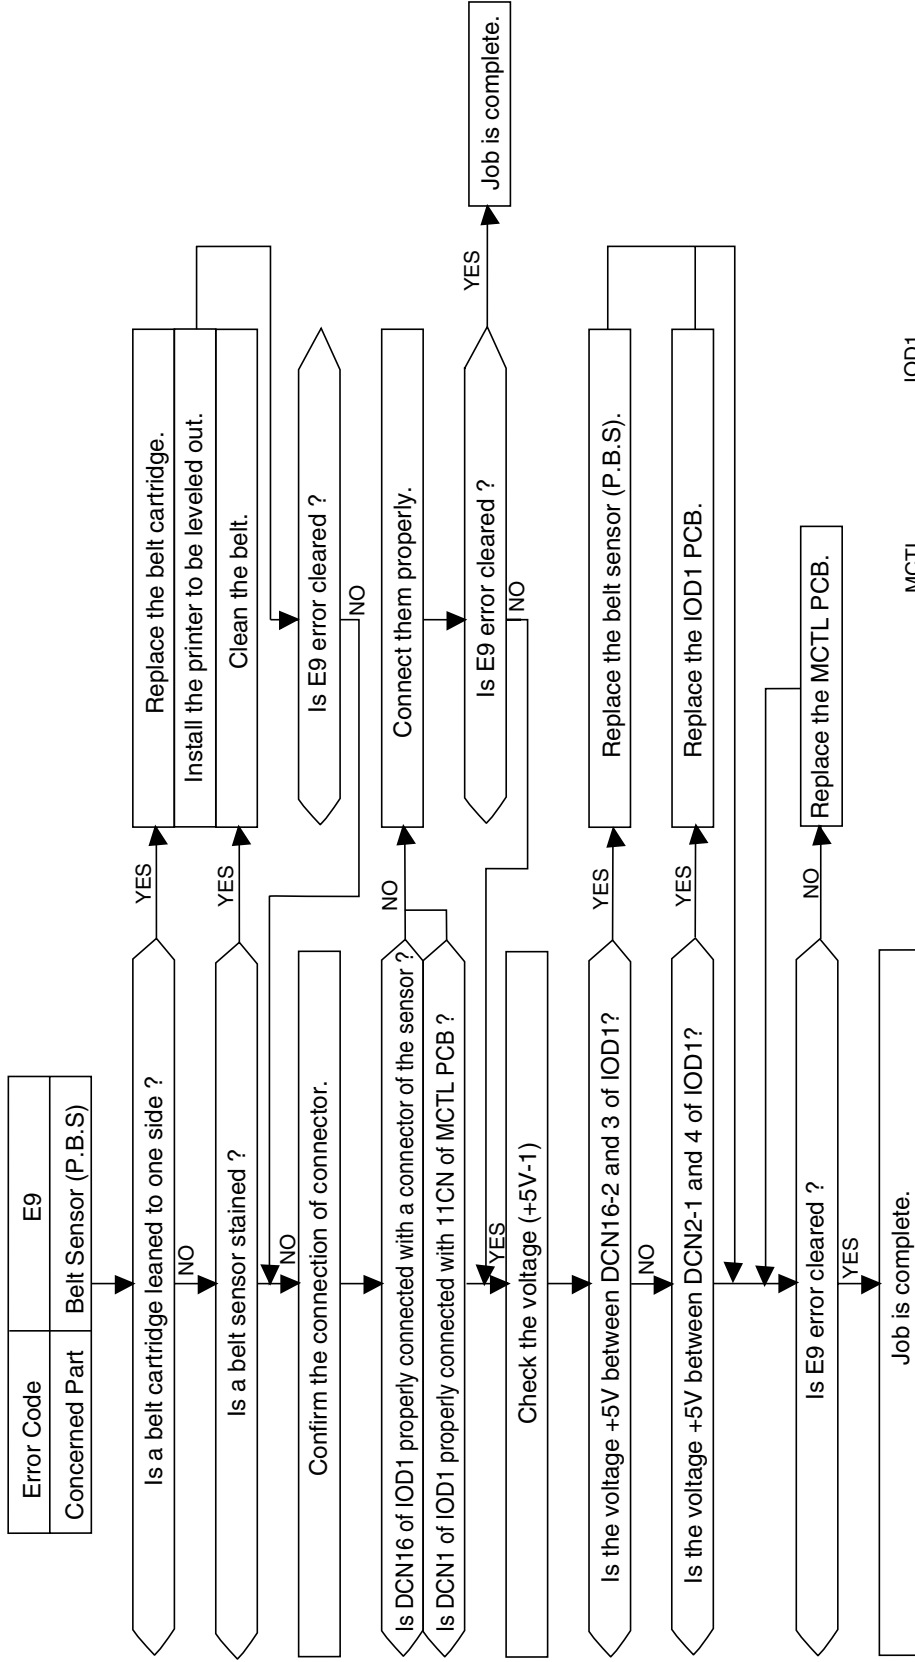 Error Code E9
Concerned Part Belt Sensor (P.B.S)
Is a belt cartridge leaned to one side ?
YES
Replace the belt cartridge.
Install the printer to be leveled out.
NO
Is a belt sensor stained ?
YES
Clean the belt.
NO
Is E9 error cleared ?
NO
Confirm the connection of connector.
Is DCN16 of IOD1 properly connected with a connector of the sensor ?
Is DCN1 of IOD1 properly connected with 11CN of MCTL PCB ?
NO
Connect them properly.
YES
Is E9 error cleared ?
YES
Job is complete.
NO
Check the voltage (+5V-1)
Is the voltage +5V between DCN16-2 and 3 of IOD1?
YES
Replace the belt sensor (P.B.S).
NO
Is the voltage +5V between DCN2-1 and 4 of IOD1?
YES
Replace the IOD1 PCB.
Is E9 error cleared ?
NO
Replace the MCTL PCB.
YES
Job is complete.
MCTL
IOD1